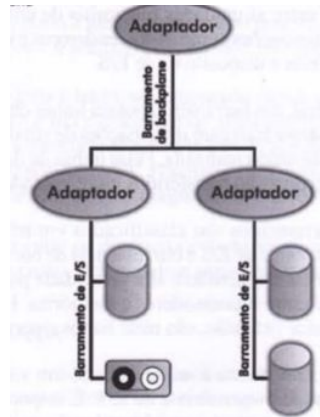 Adaptador
Barramento
de backplane
Adaptador
Adaptador
Barramento de E/S
Barramento de E/S